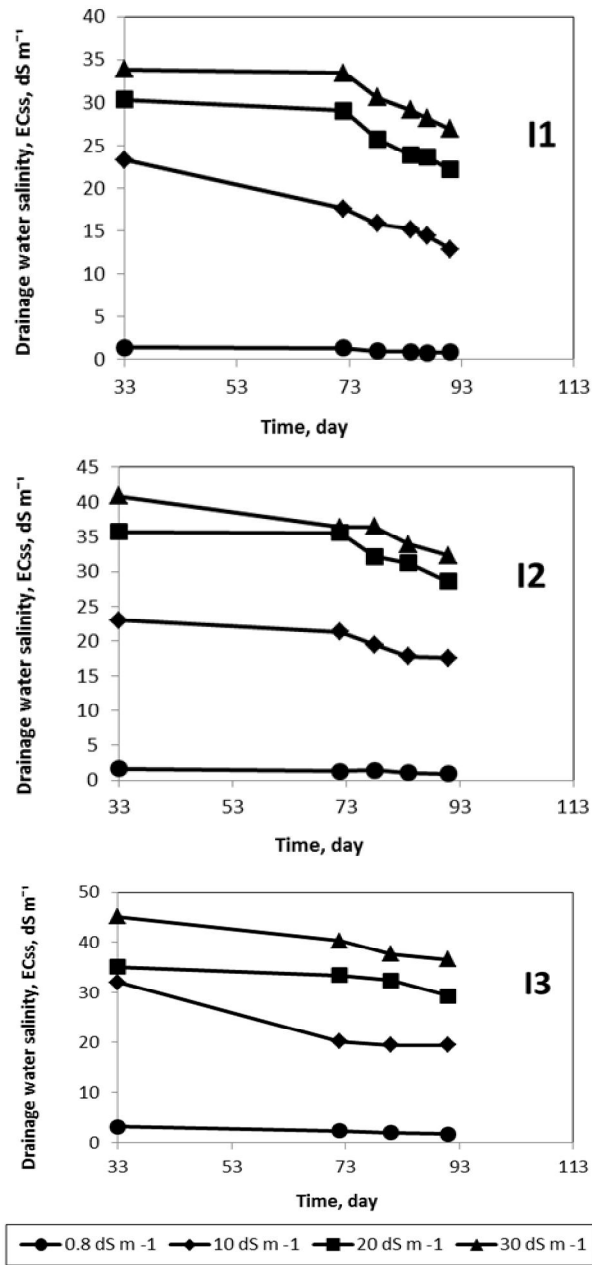 Drainage water salinity, ECss, dS m⁻¹
40
35
30
25
20
15
10
5
0
I1
33 53 73 93 113
Time, day
Drainage water salinity, ECss, dS m⁻¹
45
40
35
30
25
20
15
10
5
0
I2
33 53 73 93 113
Time, day
Drainage water salinity, ECss, dS m⁻¹
50
40
30
20
10
0
I3
33 53 73 93 113
Time, day
0.8 dS m -1 10 dS m -1 20 dS m -1 30 dS m -1